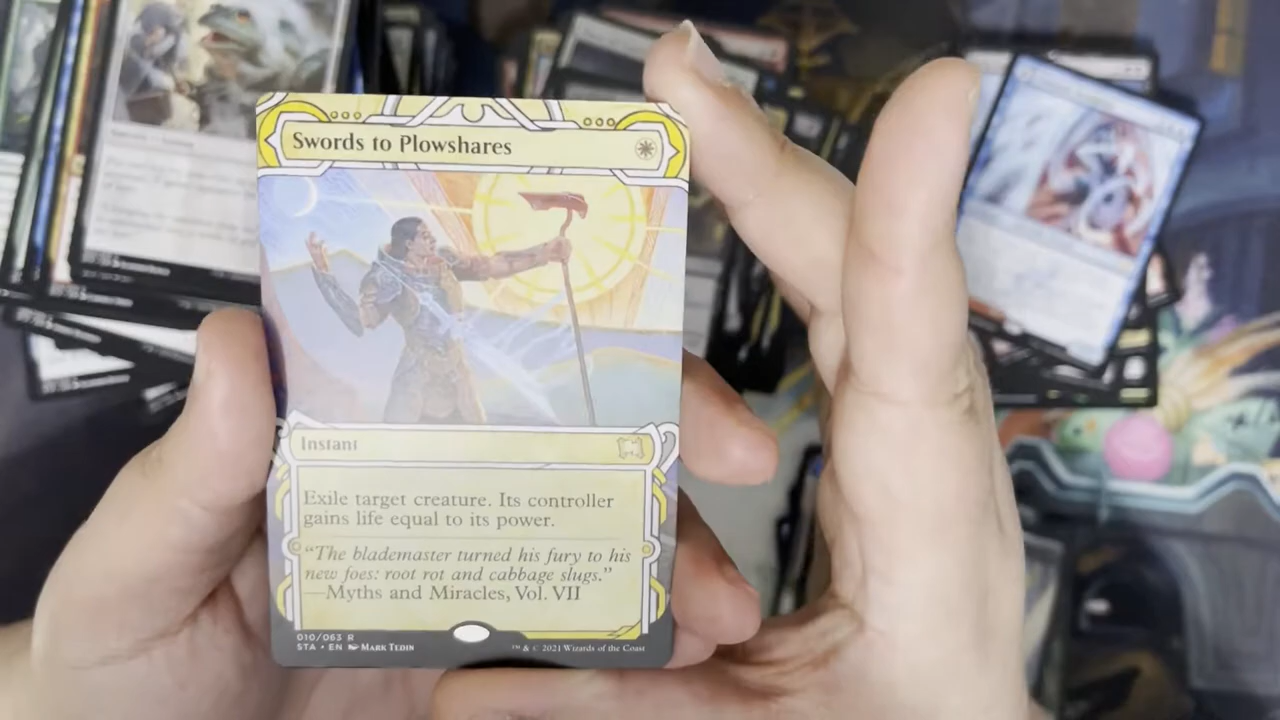 Swords to Plowshares
Instant
Exile target creature. Its controller
gains life equal to its power.
"The blademaster turned his fury to his
new foes: root rot and cabbage slugs."
—Myths and Miracles, Vol. VII
010/063 R
STA • EN Mark Tedin
™ & © 2021 Wizards of the Coast